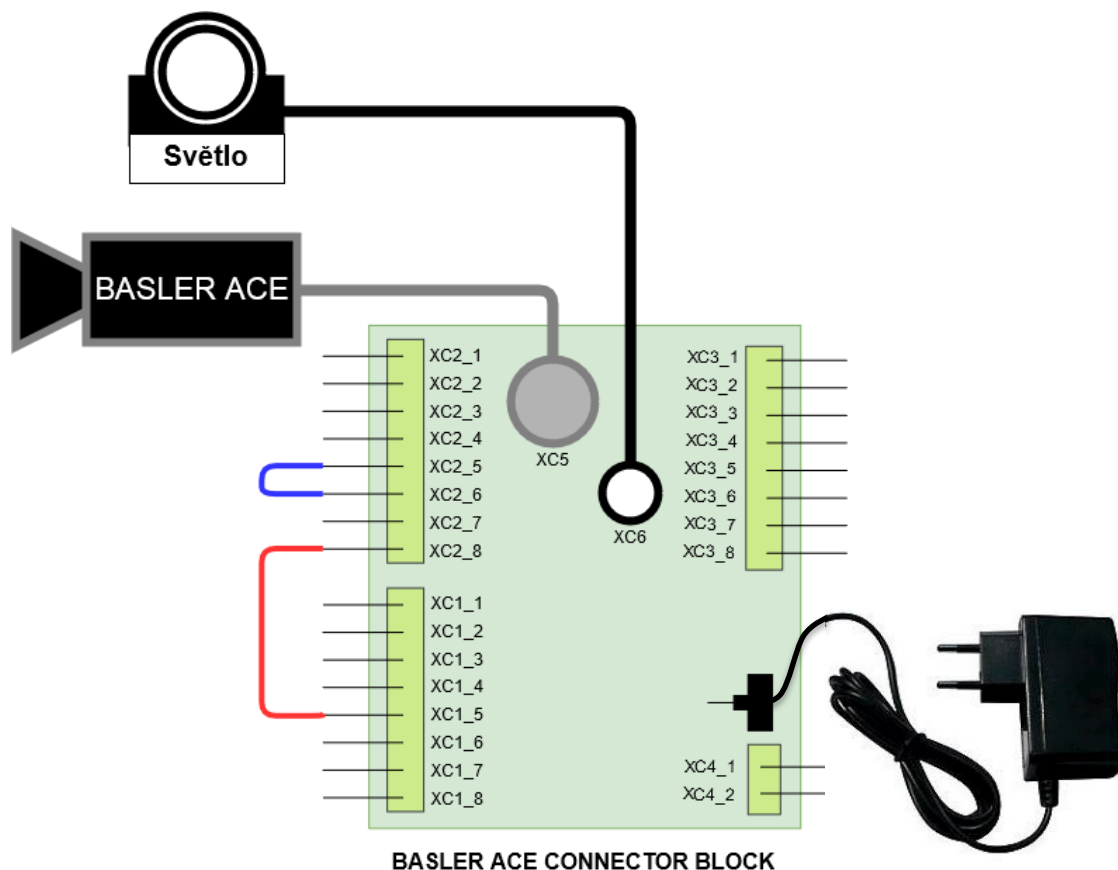 Světlo
BASLER ACE
XC2_1
XC2_2
XC2_3
XC2_4
XC2_5
XC2_6
XC2_7
XC2_8
XC5
XC6
XC3_1
XC3_2
XC3_3
XC3_4
XC3_5
XC3_6
XC3_7
XC3_8
XC1_1
XC1_2
XC1_3
XC1_4
XC1_5
XC1_6
XC1_7
XC1_8
XC4_1
XC4_2
BASLER ACE CONNECTOR BLOCK